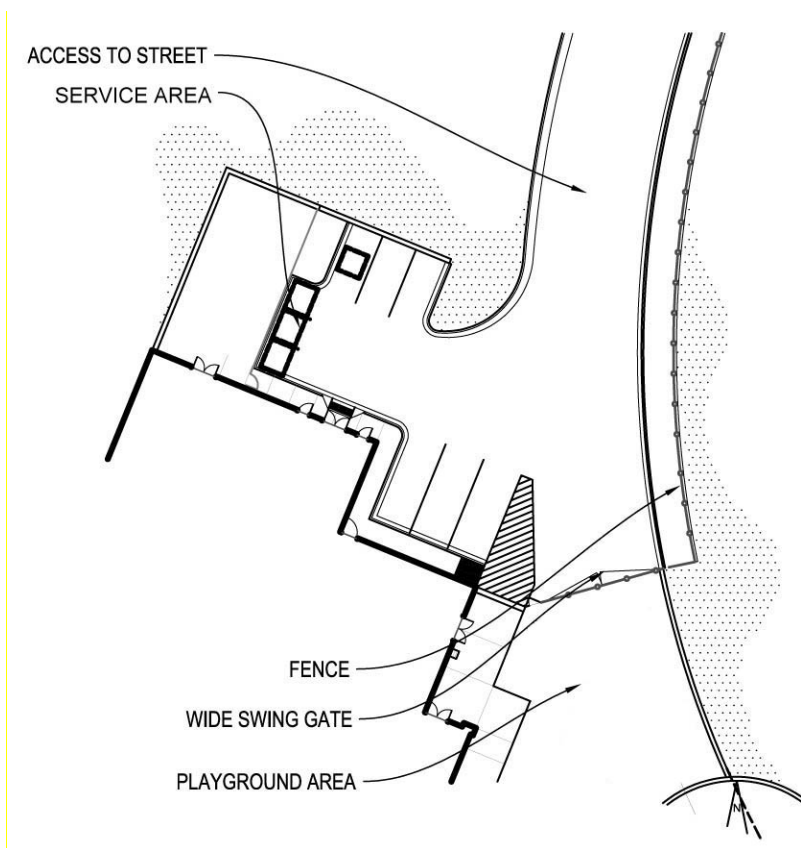 ACCESS TO STREET
SERVICE AREA
FENCE
WIDE SWING GATE
PLAYGROUND AREA
N